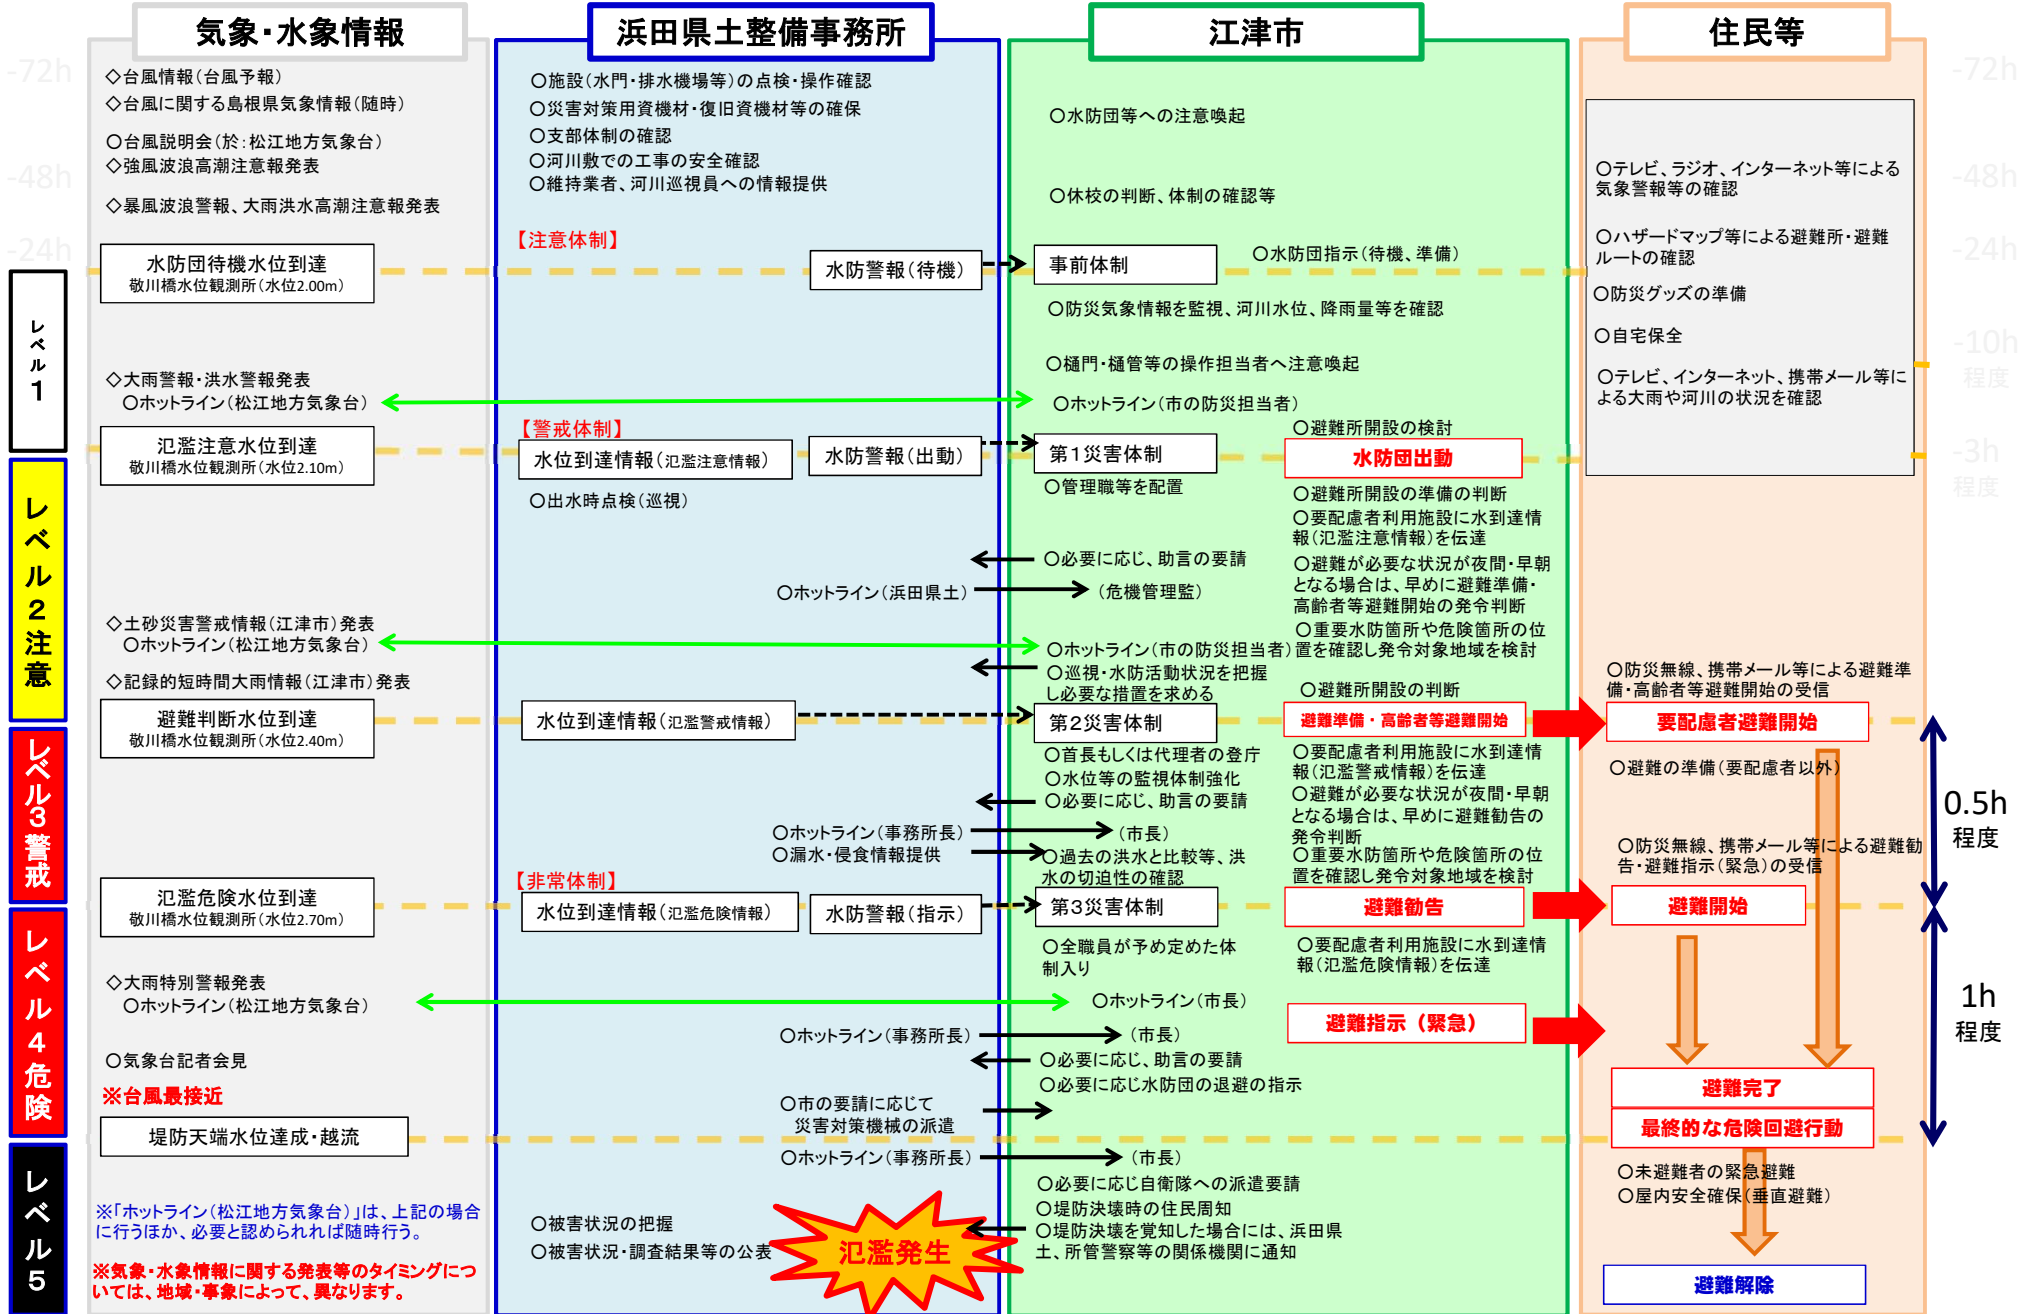 気象・水象情報
浜田県土整備事務所
江津市
住民等
-72h
-48h
-24h
レベル1
レベル2注意
レベル3警戒
レベル4危険
レベル5
◇台風情報(台風予報)
◇台風に関する島根県気象情報(随時)
○台風説明会(於:松江地方気象台)
◇強風波浪高潮注意報発表
◇暴風波浪警報、大雨洪水高潮注意報発表
水防団待機水位到達
敬川橋水位観測所(水位2.00m)
◇大雨警報・洪水警報発表
○ホットライン(松江地方気象台)
氾濫注意水位到達
敬川橋水位観測所(水位2.10m)
◇土砂災害警戒情報(江津市)発表
○ホットライン(松江地方気象台)
◇記録的短時間大雨情報(江津市)発表
避難判断水位到達
敬川橋水位観測所(水位2.40m)
氾濫危険水位到達
敬川橋水位観測所(水位2.70m)
◇大雨特別警報発表
○ホットライン(松江地方気象台)
○気象台記者会見
※台風最接近
堤防天端水位達成・越流
※「ホットライン(松江地方気象台)」は、上記の場合
に行うほか、必要と認められれば随時行う。
※気象・水象情報に関する発表等のタイミングにつ
いては、地域・事象によって、異なります。
○施設(水門・排水機場等)の点検・操作確認
○災害対策用資機材・復旧資機材等の確保
○支部体制の確認
○河川敷での工事の安全確認
○維持業者、河川巡視員への情報提供
【注意体制】
水防警報(待機)
【警戒体制】
水位到達情報(氾濫注意情報)
水防警報(出動)
○出水時点検(巡視)
○ホットライン(浜田県土)
水位到達情報(氾濫警戒情報)
○ホットライン(事務所長)
○漏水・侵食情報提供
【非常体制】
水位到達情報(氾濫危険情報)
水防警報(指示)
○ホットライン(事務所長)
○市の要請に応じて
災害対策機械の派遣
○ホットライン(事務所長)
○被害状況の把握
○被害状況・調査結果等の公表
氾濫発生
○水防団等への注意喚起
○休校の判断、体制の確認等
事前体制
○水防団指示(待機、準備)
○防災気象情報を監視、河川水位、降雨量等を確認
○樋門・樋管等の操作担当者へ注意喚起
○ホットライン(市の防災担当者)
第1災害体制
○管理職等を配置
○避難所開設の検討
水防団出動
○避難所開設の準備の判断
○要配慮者利用施設に水到達情
報(氾濫注意情報)を伝達
○必要に応じ、助言の要請
(危機管理監)
○避難が必要な状況が夜間・早朝
となる場合は、早めに避難準備・
高齢者等避難開始の発令判断
○重要水防箇所や危険箇所の位
置を確認し発令対象地域を検討
○ホットライン(市の防災担当者)
○巡視・水防活動状況を把握
し必要な措置を求める
○避難所開設の判断
第2災害体制
避難準備・高齢者等避難開始
○首長もしくは代理者の登庁
○水位等の監視体制強化
○必要に応じ、助言の要請
(市長)
○過去の洪水と比較等、洪
水の切迫性の確認
○要配慮者利用施設に水到達情
報(氾濫警戒情報)を伝達
○避難が必要な状況が夜間・早朝
となる場合は、早めに避難勧告の
発令判断
○重要水防箇所や危険箇所の位
置を確認し発令対象地域を検討
第3災害体制
避難勧告
○全職員が予め定めた体
制入り
○要配慮者利用施設に水到達情
報(氾濫危険情報)を伝達
○ホットライン(市長)
避難指示(緊急)
(市長)
○必要に応じ、助言の要請
○必要に応じ水防団の退避の指示
(市長)
○必要に応じ自衛隊への派遣要請
○堤防決壊時の住民周知
○堤防決壊を覚知した場合には、浜田県
土、所管警察等の関係機関に通知
○テレビ、ラジオ、インターネット等による
気象警報等の確認
○ハザードマップ等による避難所・避難
ルートの確認
○防災グッズの準備
○自宅保全
○テレビ、インターネット、携帯メール等に
よる大雨や河川の状況を確認
○防災無線、携帯メール等による避難準
備・高齢者等避難開始の受信
要配慮者避難開始
○避難の準備(要配慮者以外)
○防災無線、携帯メール等による避難勧
告・避難指示(緊急)の受信
避難開始
避難完了
最終的な危険回避行動
○未避難者の緊急避難
○屋内安全確保(垂直避難)
避難解除
-72h
-48h
-24h
-10h
程度
-3h
程度
0.5h
程度
1h
程度